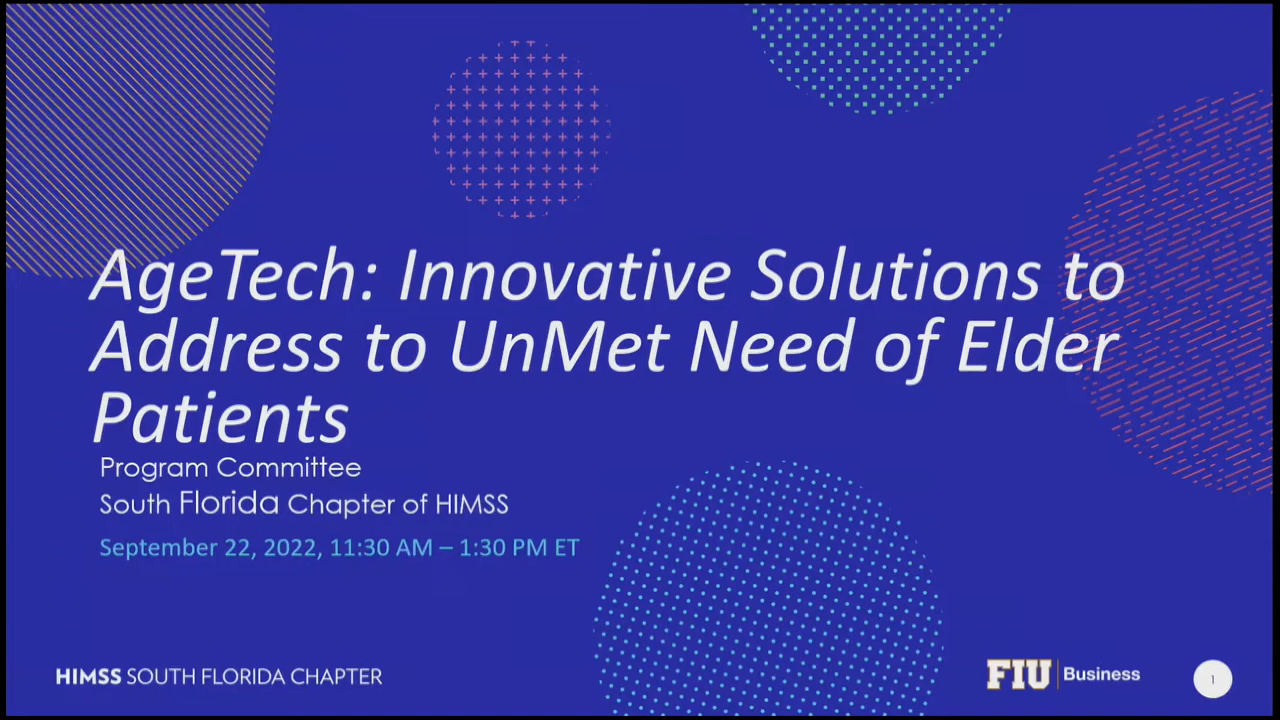 AgeTech: Innovative Solutions to
Address to UnMet Need of Elder
Patients
Program Committee
South Florida Chapter of HIMSS
September 22, 2022, 11:30 AM – 1:30 PM ET
HIMSS SOUTH FLORIDA CHAPTER
FIU Business
1